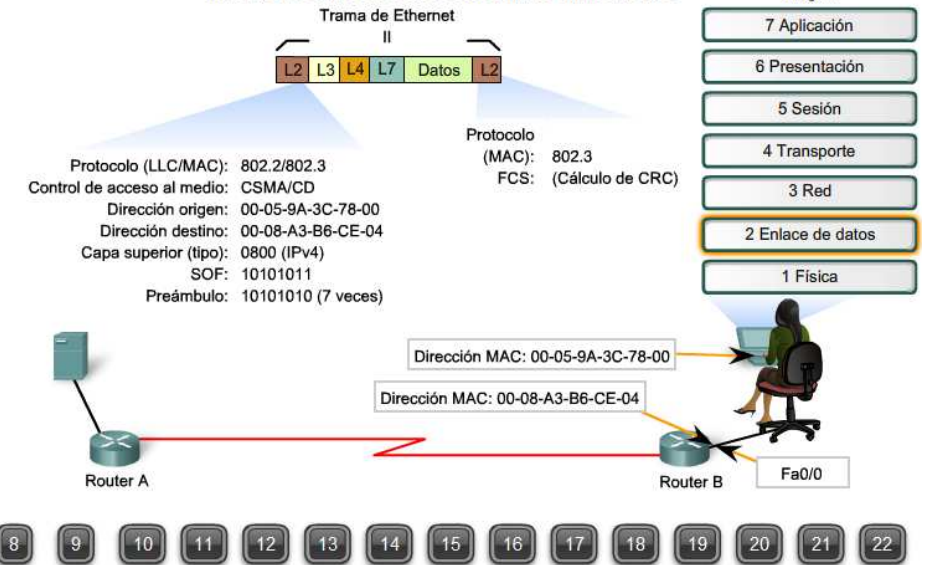 Trama de Ethernet
II
L2 L3 L4 L7 Datos L2
Protocolo (LLC/MAC): 802.2/802.3
Control de acceso al medio: CSMA/CD
Dirección origen: 00-05-9A-3C-78-00
Dirección destino: 00-08-A3-B6-CE-04
Capa superior (tipo): 0800 (IPv4)
SOF: 10101011
Preámbulo: 10101010 (7 veces)
Protocolo
(MAC): 802.3
FCS: (Cálculo de CRC)
7 Aplicación
6 Presentación
5 Sesión
4 Transporte
3 Red
2 Enlace de datos
1 Física
Dirección MAC: 00-05-9A-3C-78-00
Dirección MAC: 00-08-A3-B6-CE-04
Router A
Router B
Fa0/0
8 9 10 11 12 13 14 15 16 17 18 19 20 21 22